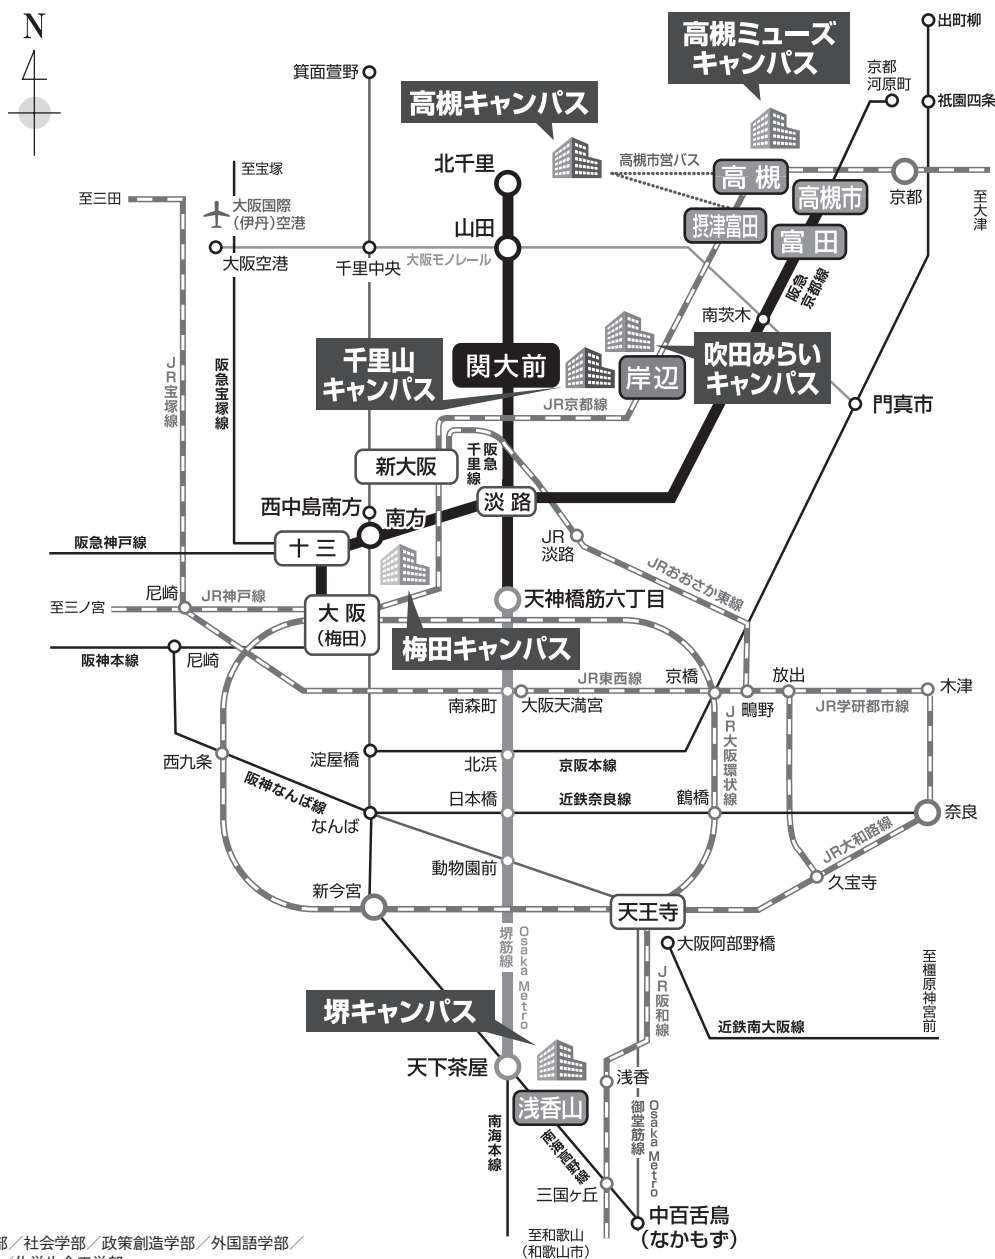 N
出町柳
高槻ミューズ
キャンパス
京都
河原町
箕面萱野
高槻キャンパス
祇園四条
高槻市営バス
北千里
至宝塚
高 槻
高槻市
京都
至三田
大阪国際
(伊丹)空港
至大津
山田
摂津富田
富 田
大阪空港
千里中央
大阪モノレール
阪急
京都線
南茨木
千里山
キャンパス
関大前
岸辺
吹田みらい
キャンパス
JR宝塚線
阪急宝塚線
JR京都線
門真市
新大阪
阪急
千里線
淡 路
西中島南方
南方
JR
淡路
阪急神戸線
十 三
JRおおさか東線
尼崎
JR神戸線
至三ノ宮
大 阪
(梅田)
天神橋筋六丁目
梅田キャンパス
阪神本線
尼崎
JR東西線
京橋
放出
木津
南森町
大阪天満宮
鴫野
JR学研都市線
JR大阪環状線
西九条
淀屋橋
北浜
京阪本線
阪神なんば線
日本橋
近鉄奈良線
鶴橋
奈良
なんば
JR大和路線
動物園前
新今宮
久宝寺
天王寺
堺筋線
Osaka Metro
大阪阿部野橋
至橿原神宮前
JR阪和線
堺キャンパス
近鉄南大阪線
天下茶屋
浅香
浅香山
南海本線
御堂筋線
Osaka Metro
南海高野線
三国ヶ丘
中百舌鳥
(なかもず)
至和歌山
(和歌山市)
部／社会学部／政策創造学部／外国語学部／